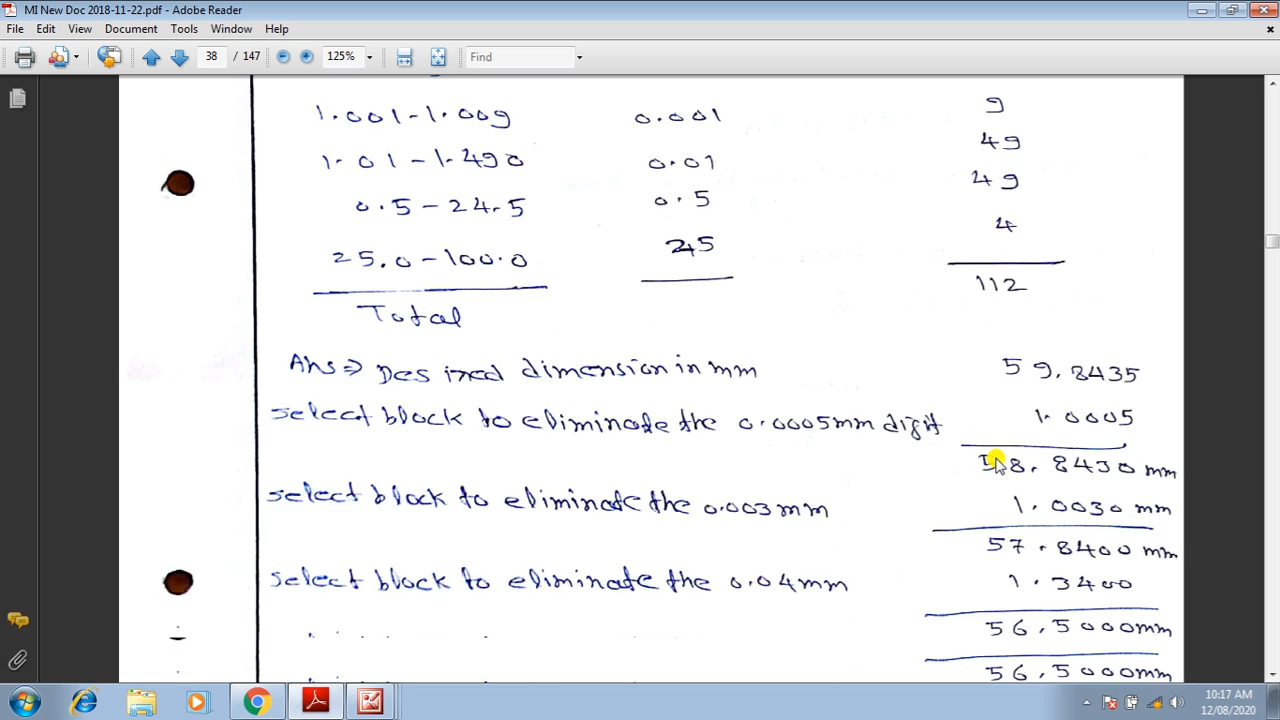 MI New Doc 2018-11-22.pdf - Adobe Reader
File Edit View Document Tools Window Help
38 / 147 125% Find
1.001-1.009 0.001 9
1.01-1.490 0.01 49
0.5-24.5 0.5 49
25.0-100.0 25 4
Total 112
Ans⇒ Desired dimension in mm 59.8435
select block to eliminate the 0.0005mm digit 1.0005
58.8430 mm
select block to eliminate the 0.003mm 1.0030 mm
57.8400 mm
select block to eliminate the 0.04mm 1.3400
56.5000mm
56.5000mm
10:17 AM
12/08/2020